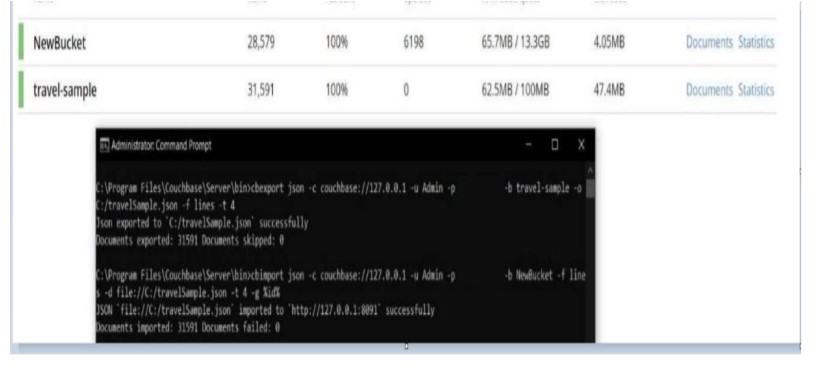 NewBucket 28,579 100% 6198 65.7MB / 13.3GB 4.05MB Documents Statistics
travel-sample 31,591 100% 0 62.5MB / 100MB 47.4MB Documents Statistics
Administrator: Command Prompt
C:\Program Files\Couchbase\Server\bin>cbexport json -c couchbase://127.0.0.1 -u Admin -p -b travel-sample -o
C:/travelSample.json -f lines -t 4
Json exported to `C:/travelSample.json` successfully
Documents exported: 31591 Documents skipped: 0
C:\Program Files\Couchbase\Server\bin>cbimport json -c couchbase://127.0.0.1 -u Admin -p -b NewBucket -f line
s -d file://C:/travelSample.json -t 4 -g %id%
JSON `file://C:/travelSample.json` imported to `http://127.0.0.1:8091` successfully
Documents imported: 31591 Documents failed: 0